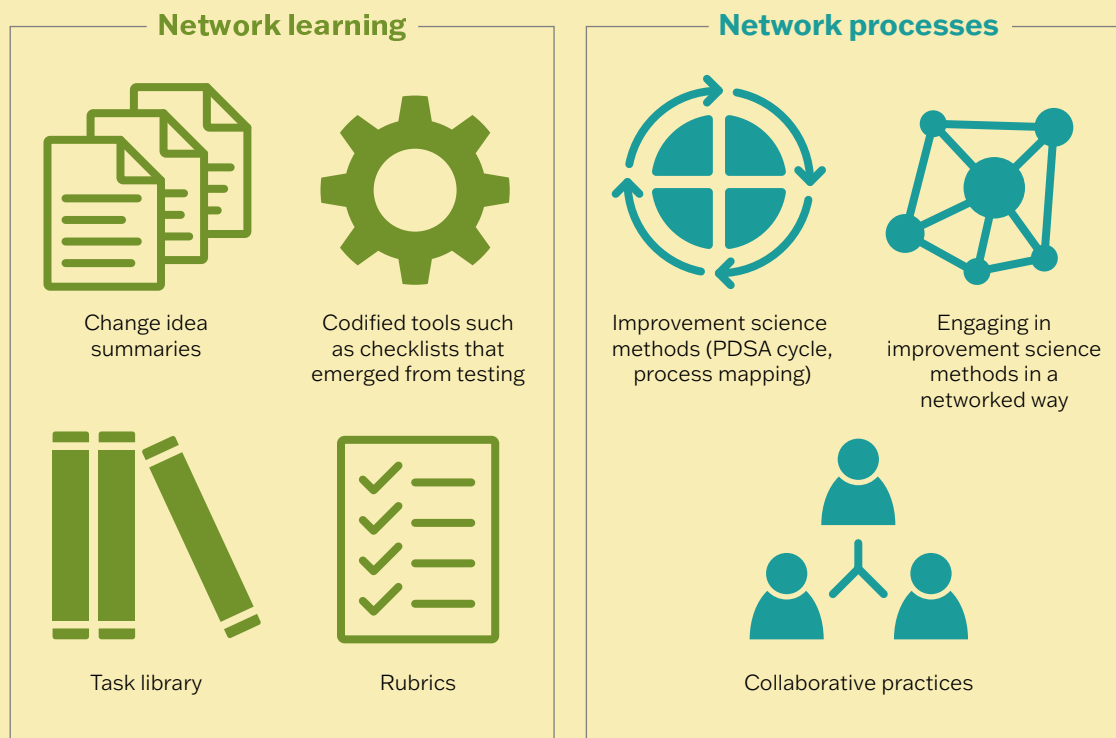 Network learning
Change idea
summaries
Codified tools such
as checklists that
emerged from testing
Task library
Rubrics
Network processes
Improvement science
methods (PDSA cycle,
process mapping)
Engaging in
improvement science
methods in a
networked way
Collaborative practices